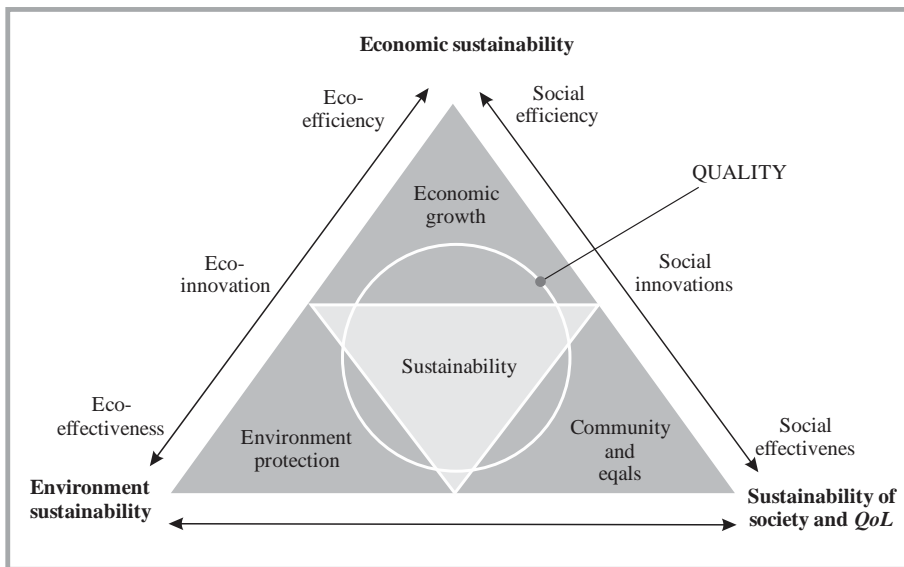 Economic sustainability
Eco-
efficiency
Social
efficiency
QUALITY
Economic
growth
Eco-
innovation
Social
innovations
Sustainability
Eco-
effectiveness
Environment
protection
Community
and
eqals
Social
effectivenes
Environment
sustainability
Sustainability of
society and QoL